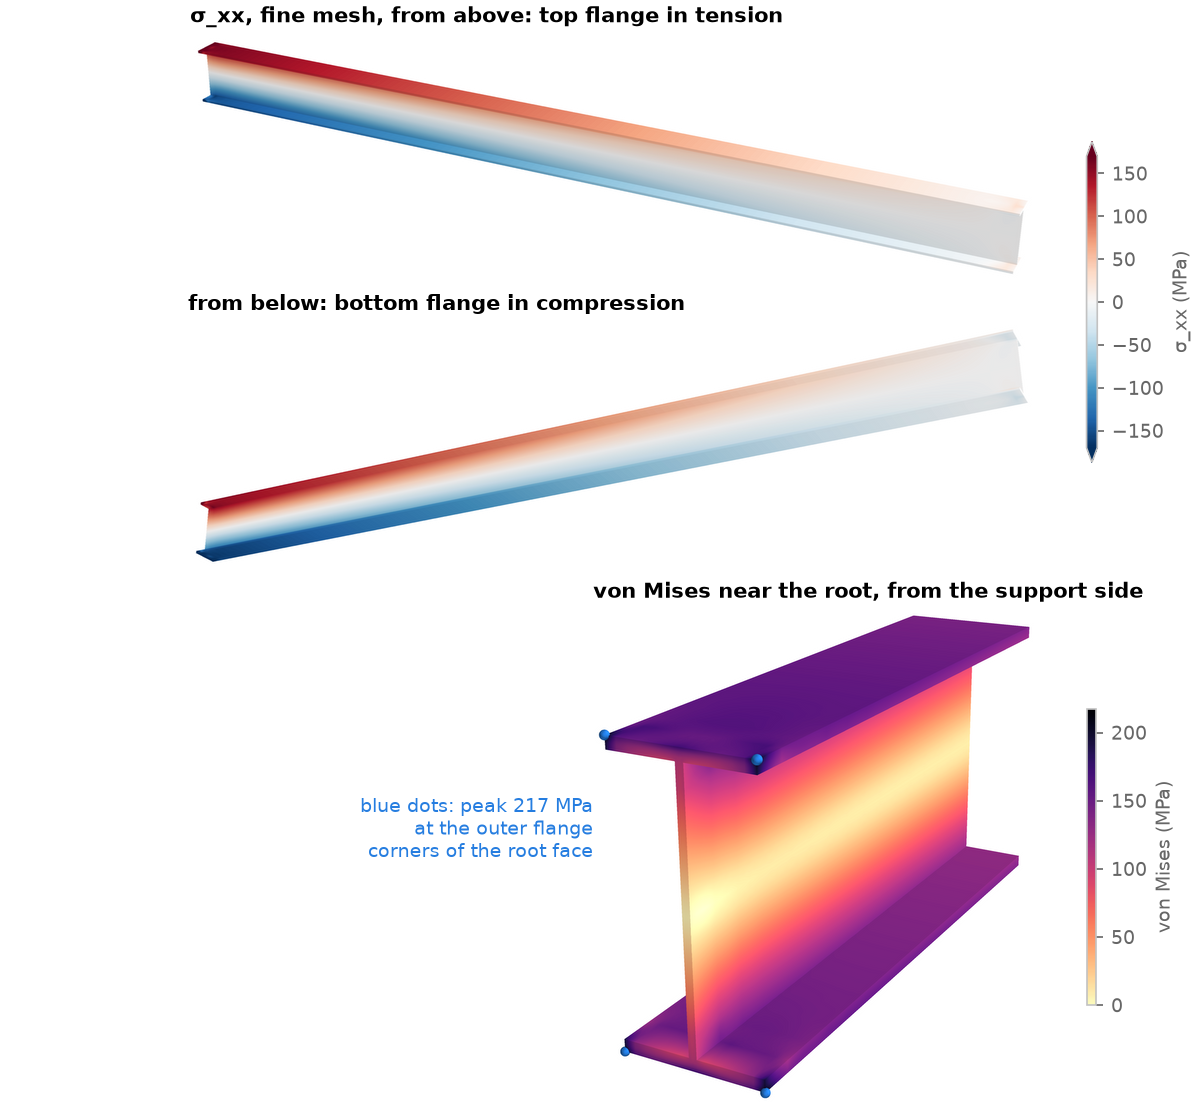 σ_xx, fine mesh, from above: top flange in tension
150
100
50
0
−50
−100
−150
σ_xx (MPa)
from below: bottom flange in compression
von Mises near the root, from the support side
blue dots: peak 217 MPa
at the outer flange
corners of the root face
200
150
100
50
0
von Mises (MPa)